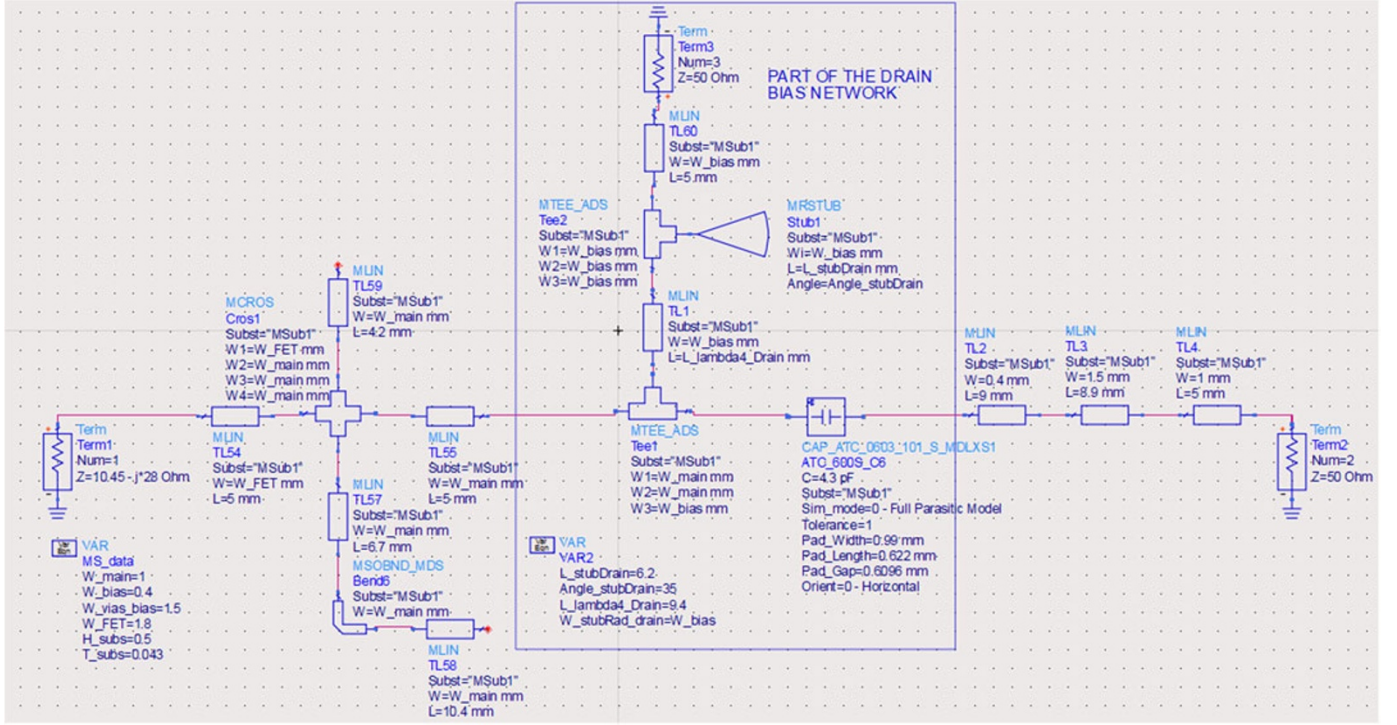 Term
Term3
Num=3
Z=50 Ohm
PART OF THE DRAIN
BIAS NETWORK
MLIN
TL60
Subst="MSub1"
W=W_bias mm
L=5 mm
MTEE_ADS
Tee2
Subst="MSub1"
W1=W_bias mm
W2=W_bias mm
W3=W_bias mm
MRSTUB
Stub1
Subst="MSub1"
Wi=W_bias mm
L=L_stubDrain mm
Angle=Angle_stubDrain
MLIN
TL59
Subst="MSub1"
W=W_main mm
L=4.2 mm
MCROS
Cros1
Subst="MSub1"
W1=W_FET mm
W2=W_main mm
W3=W_main mm
W4=W_main mm
MLIN
TL1
Subst="MSub1"
W=W_bias mm
L=L_lambda4_Drain mm
MLIN
TL2
Subst="MSub1"
W=0.4 mm
L=9 mm
MLIN
TL3
Subst="MSub1"
W=1.5 mm
L=8.9 mm
MLIN
TL4
Subst="MSub1"
W=1 mm
L=5 mm
Term
Term1
Num=1
Z=10.45 -j*28 Ohm
MLIN
TL54
Subst="MSub1"
W=W_FET mm
L=5 mm
MLIN
TL55
Subst="MSub1"
W=W_main mm
L=5 mm
MTEE_ADS
Tee1
Subst="MSub1"
W1=W_main mm
W2=W_main mm
W3=W_bias mm
CAP_ATC_0603_101_S_MDLXS1
ATC_600S_C6
C=4.3 pF
Subst="MSub1"
Sim_mode=0 - Full Parasitic Model
Tolerance=1
Pad_Width=0.99 mm
Pad_Length=0.622 mm
Pad_Gap=0.6096 mm
Orient=0 - Horizontal
Term
Term2
Num=2
Z=50 Ohm
MLIN
TL57
Subst="MSub1"
W=W_main mm
L=6.7 mm
Var
Eqn
VAR
MS_data
W_main=1
W_bias=0.4
W_vias_bias=1.5
W_FET=1.8
H_subs=0.5
T_subs=0.043
MSOBND_MDS
Bend6
Subst="MSub1"
W=W_main mm
Var
Eqn
VAR
VAR2
L_stubDrain=6.2
Angle_stubDrain=35
L_lambda4_Drain=9.4
W_stubRad_drain=W_bias
MLIN
TL58
Subst="MSub1"
W=W_main mm
L=10.4 mm